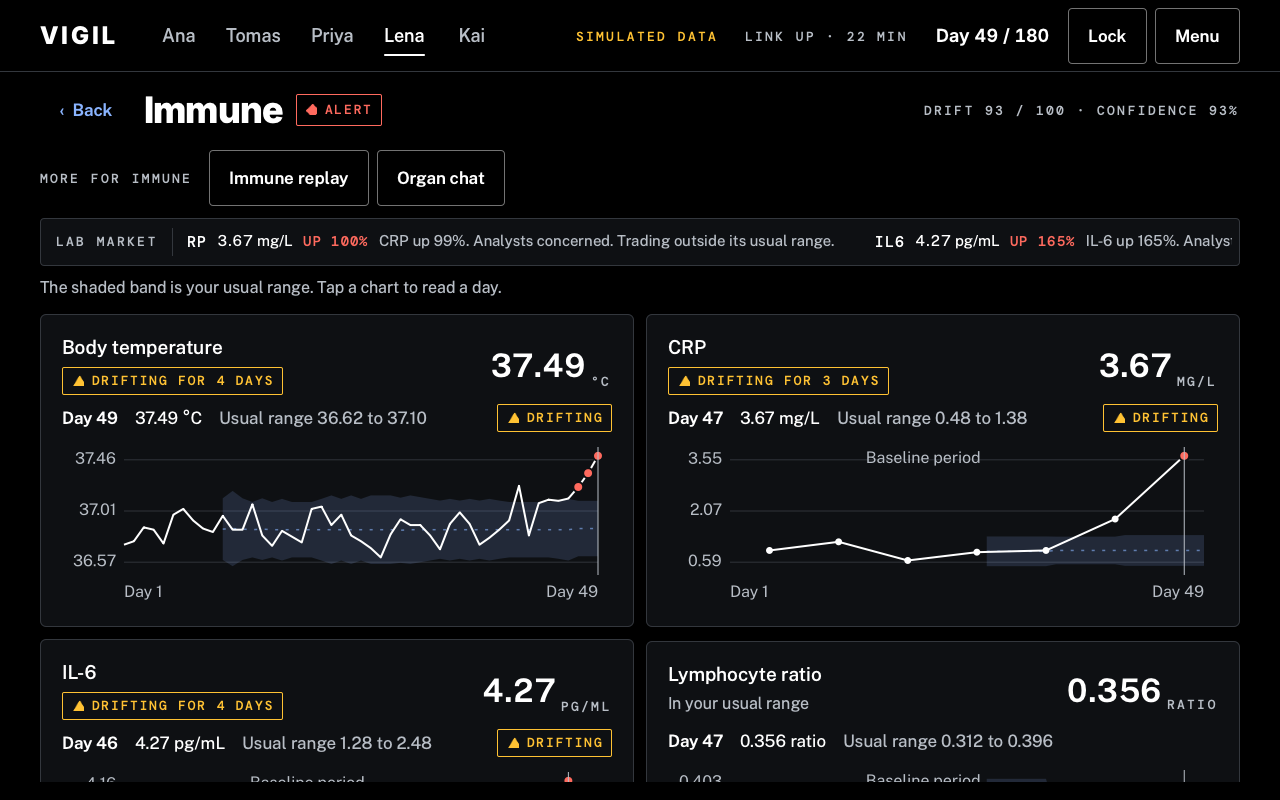 VIGIL Ana Tomas Priya Lena Kai SIMULATED DATA LINK UP · 22 MIN Day 49 / 180 Lock Menu
‹ Back Immune ALERT DRIFT 93 / 100 · CONFIDENCE 93%
MORE FOR IMMUNE Immune replay Organ chat
LAB MARKET RP 3.67 mg/L UP 100% CRP up 99%. Analysts concerned. Trading outside its usual range. IL6 4.27 pg/mL UP 165% IL-6 up 165%. Analys
The shaded band is your usual range. Tap a chart to read a day.
Body temperature
DRIFTING FOR 4 DAYS
37.49 °C
Day 49 37.49 °C Usual range 36.62 to 37.10 DRIFTING
37.46
37.01
36.57
Day 1 Day 49
CRP
DRIFTING FOR 3 DAYS
3.67 MG/L
Day 47 3.67 mg/L Usual range 0.48 to 1.38 DRIFTING
3.55 Baseline period
2.07
0.59
Day 1 Day 49
IL-6
DRIFTING FOR 4 DAYS
4.27 PG/ML
Day 46 4.27 pg/mL Usual range 1.28 to 2.48 DRIFTING
4.16 Baseline period
Lymphocyte ratio
In your usual range
0.356 RATIO
Day 47 0.356 ratio Usual range 0.312 to 0.396
0.403 Baseline period